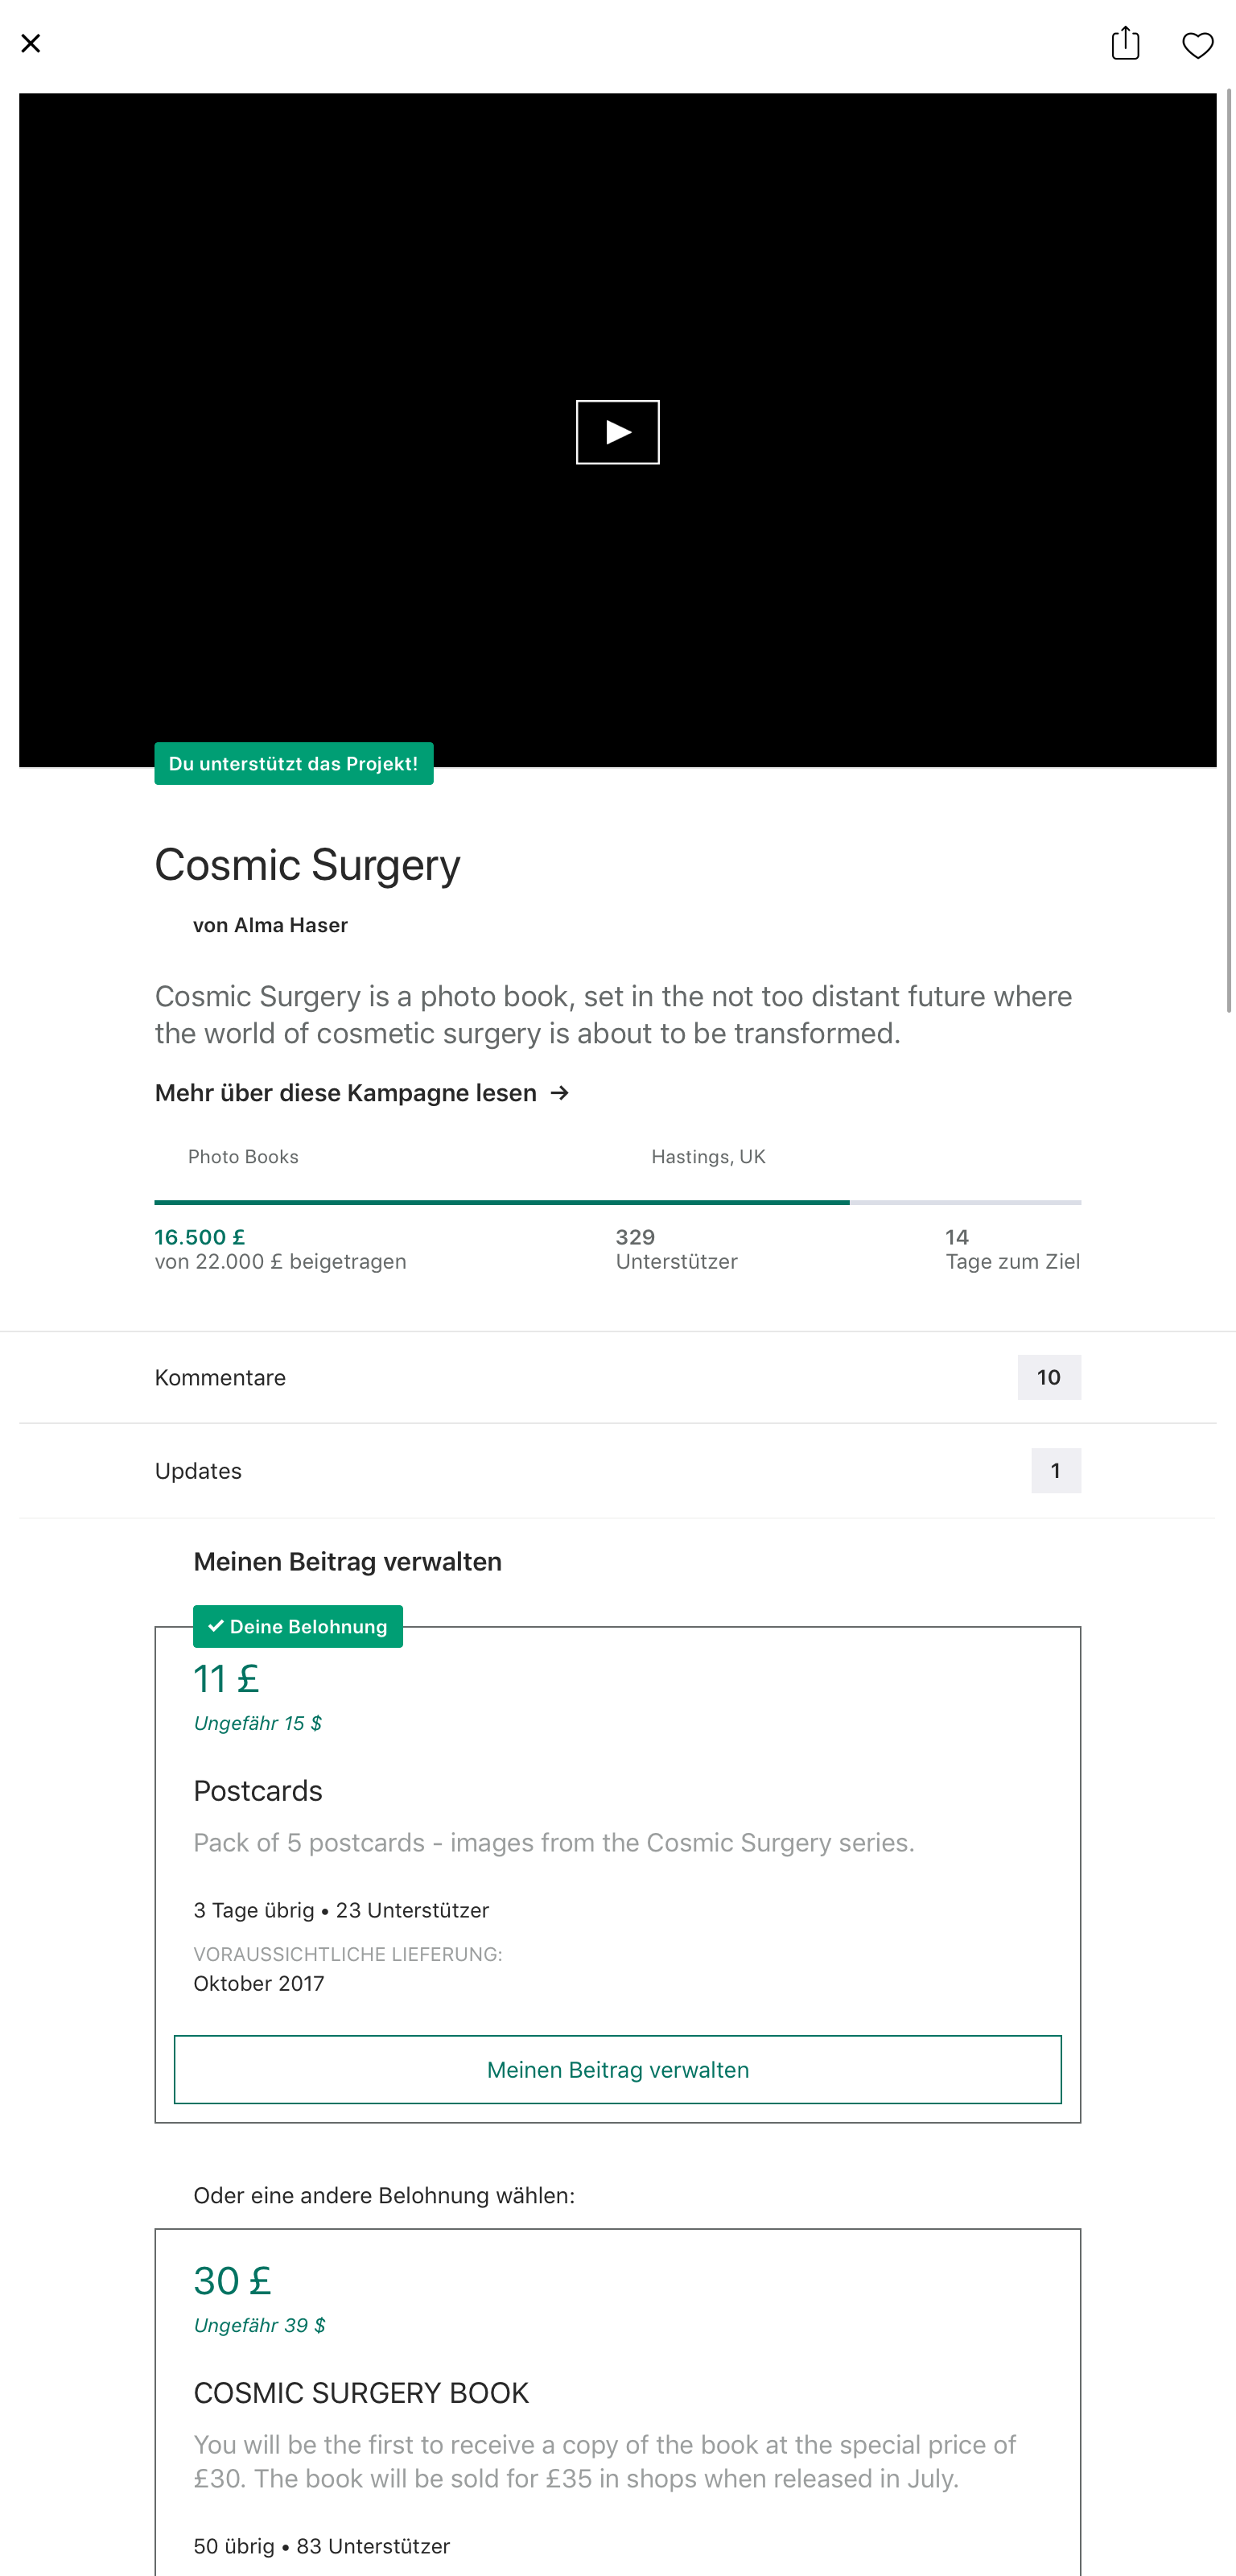 Du unterstützt das Projekt!
Cosmic Surgery
von Alma Haser
Cosmic Surgery is a photo book, set in the not too distant future where
the world of cosmetic surgery is about to be transformed.
Mehr über diese Kampagne lesen →
Photo Books
Hastings, UK
16.500 £
von 22.000 £ beigetragen
329
Unterstützer
14
Tage zum Ziel
Kommentare
10
Updates
1
Meinen Beitrag verwalten
✓ Deine Belohnung
11 £
Ungefähr 15 $
Postcards
Pack of 5 postcards - images from the Cosmic Surgery series.
3 Tage übrig • 23 Unterstützer
VORAUSSICHTLICHE LIEFERUNG:
Oktober 2017
Meinen Beitrag verwalten
Oder eine andere Belohnung wählen:
30 £
Ungefähr 39 $
COSMIC SURGERY BOOK
You will be the first to receive a copy of the book at the special price of
£30. The book will be sold for £35 in shops when released in July.
50 übrig • 83 Unterstützer